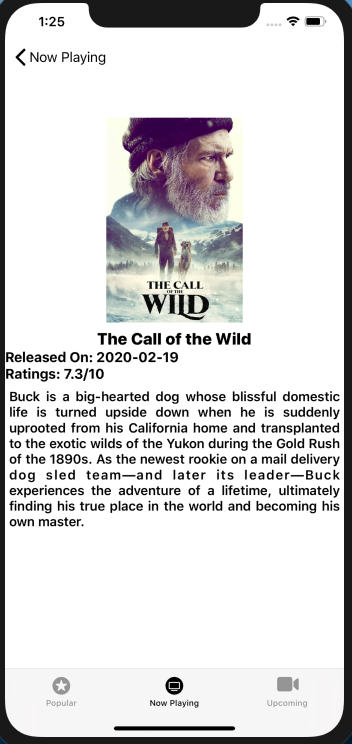 1:25
Now Playing
THE CALL
OF THE
WILD
The Call of the Wild
Released On: 2020-02-19
Ratings: 7.3/10
Buck is a big-hearted dog whose blissful domestic
life is turned upside down when he is suddenly
uprooted from his California home and transplanted
to the exotic wilds of the Yukon during the Gold Rush
of the 1890s. As the newest rookie on a mail delivery
dog sled team—and later its leader—Buck
experiences the adventure of a lifetime, ultimately
finding his true place in the world and becoming his
own master.
Popular
Now Playing
Upcoming